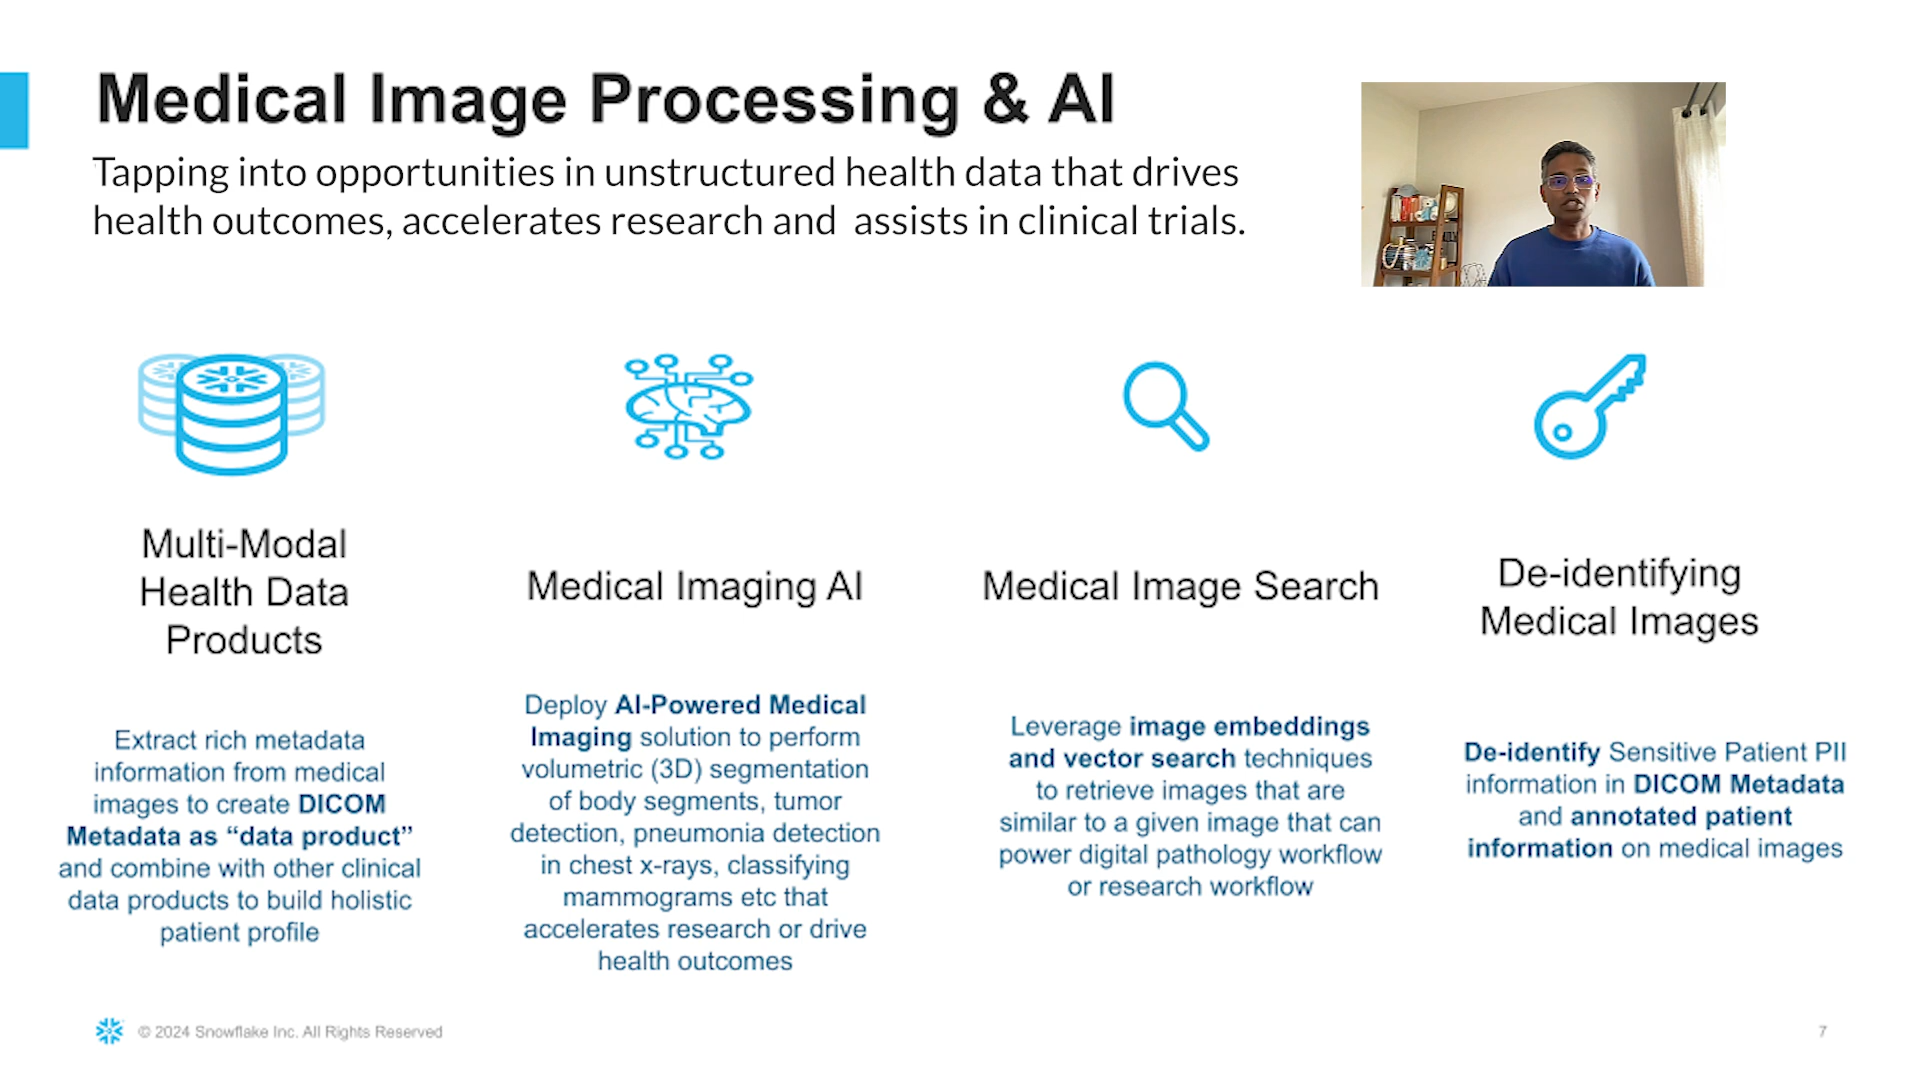 Medical Image Processing & AI
Tapping into opportunities in unstructured health data that drives
health outcomes, accelerates research and  assists in clinical trials.
Multi-Modal
Health Data
Products
Extract rich metadata
information from medical
images to create DICOM
Metadata as “data product”
and combine with other clinical
data products to build holistic
patient profile
Medical Imaging AI
Deploy AI-Powered Medical
Imaging solution to perform
volumetric (3D) segmentation
of body segments, tumor
detection, pneumonia detection
in chest x-rays, classifying
mammograms etc that
accelerates research or drive
health outcomes
Medical Image Search
Leverage image embeddings
and vector search techniques
to retrieve images that are
similar to a given image that can
power digital pathology workflow
or research workflow
De-identifying
Medical Images
De-identify Sensitive Patient PII
information in DICOM Metadata
and annotated patient
information on medical images
© 2024 Snowflake Inc. All Rights Reserved
7